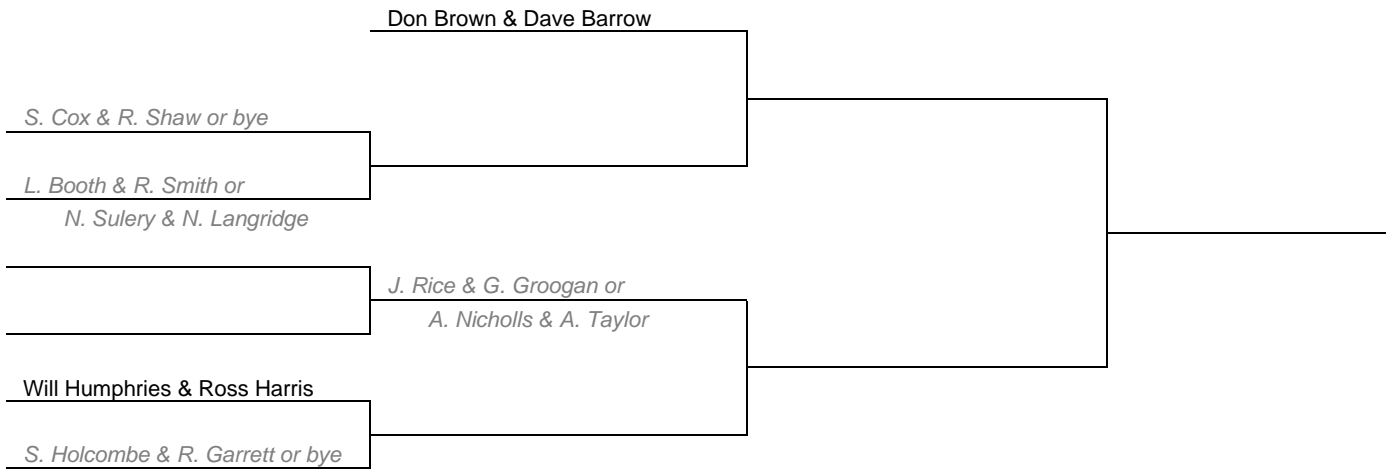 Don Brown & Dave Barrow
S. Cox & R. Shaw or bye
L. Booth & R. Smith or
N. Sulery & N. Langridge
J. Rice & G. Groogan or
A. Nicholls & A. Taylor
Will Humphries & Ross Harris
S. Holcombe & R. Garrett or bye